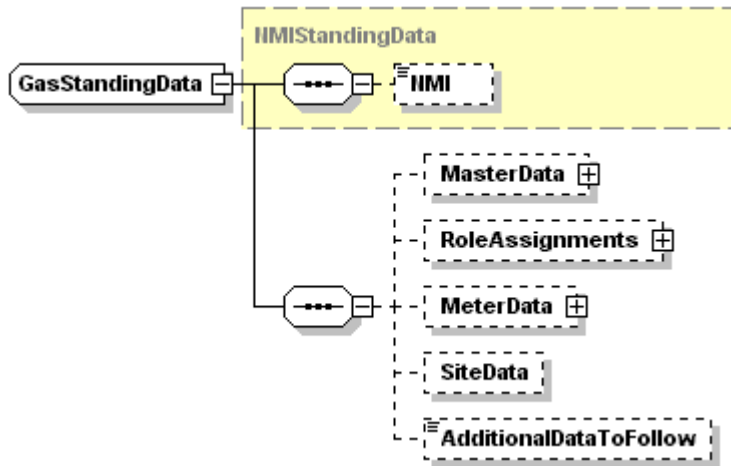 NMIStandingData
GasStandingData
NMI
MasterData
RoleAssignments
MeterData
SiteData
AdditionalDataToFollow